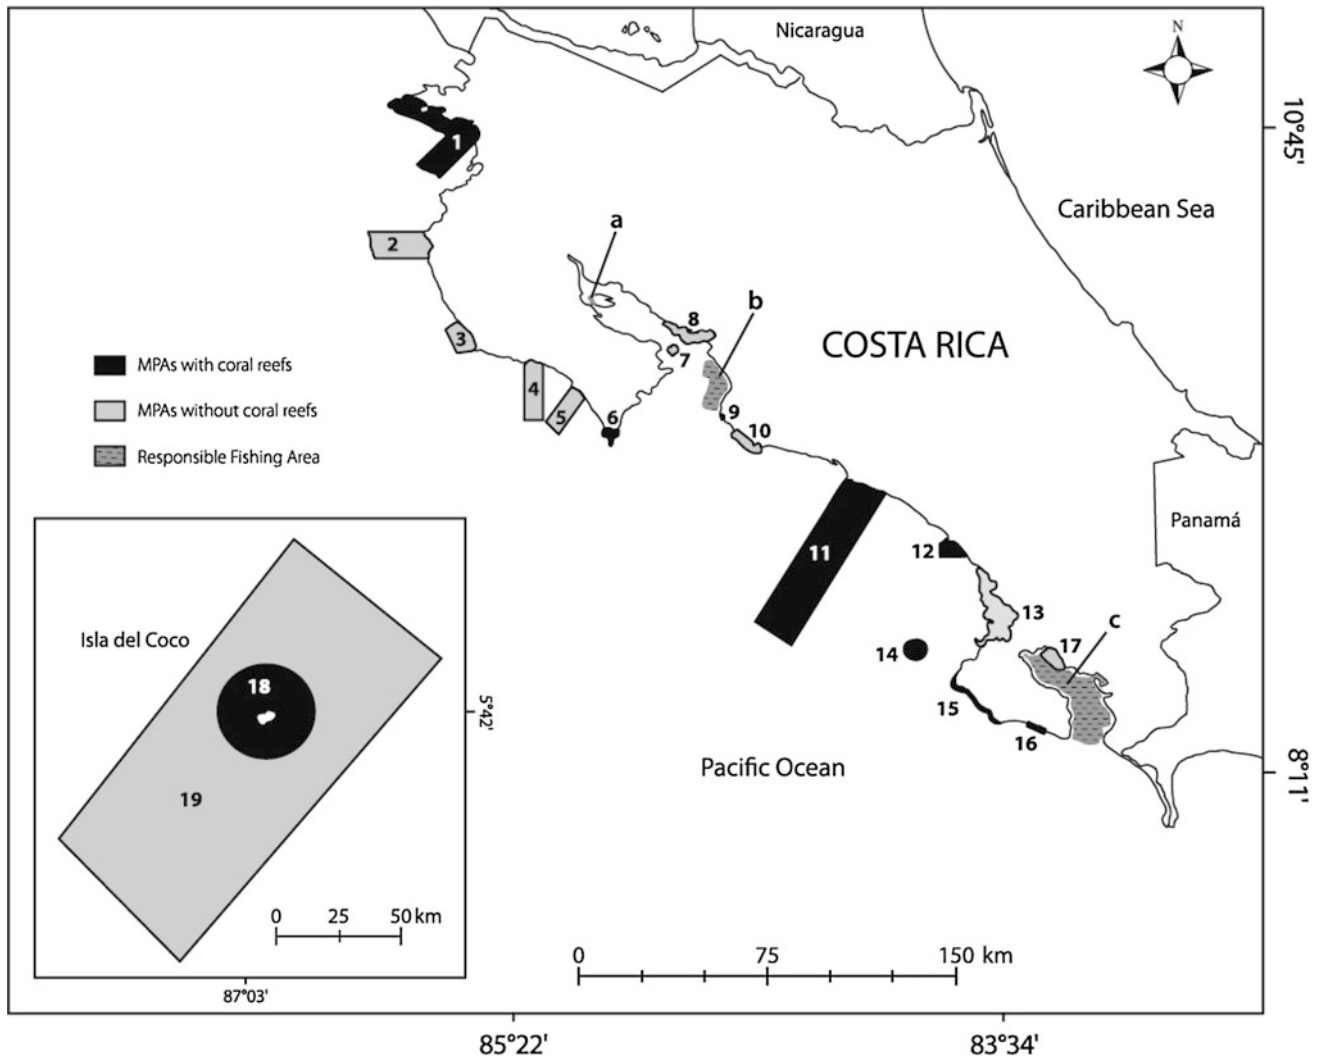 Nicaragua
N
10°45'
1
Caribbean Sea
a
2
b
8
COSTA RICA
3
7
MPAs with coral reefs
4
5
6
9
10
MPAs without coral reefs
Responsible Fishing Area
Panamá
11
12
13
c
14
17
15
16
Isla del Coco
18
5°42'
19
Pacific Ocean
8°11'
0 25 50 km
0 75 150 km
87°03'
85°22'
83°34'